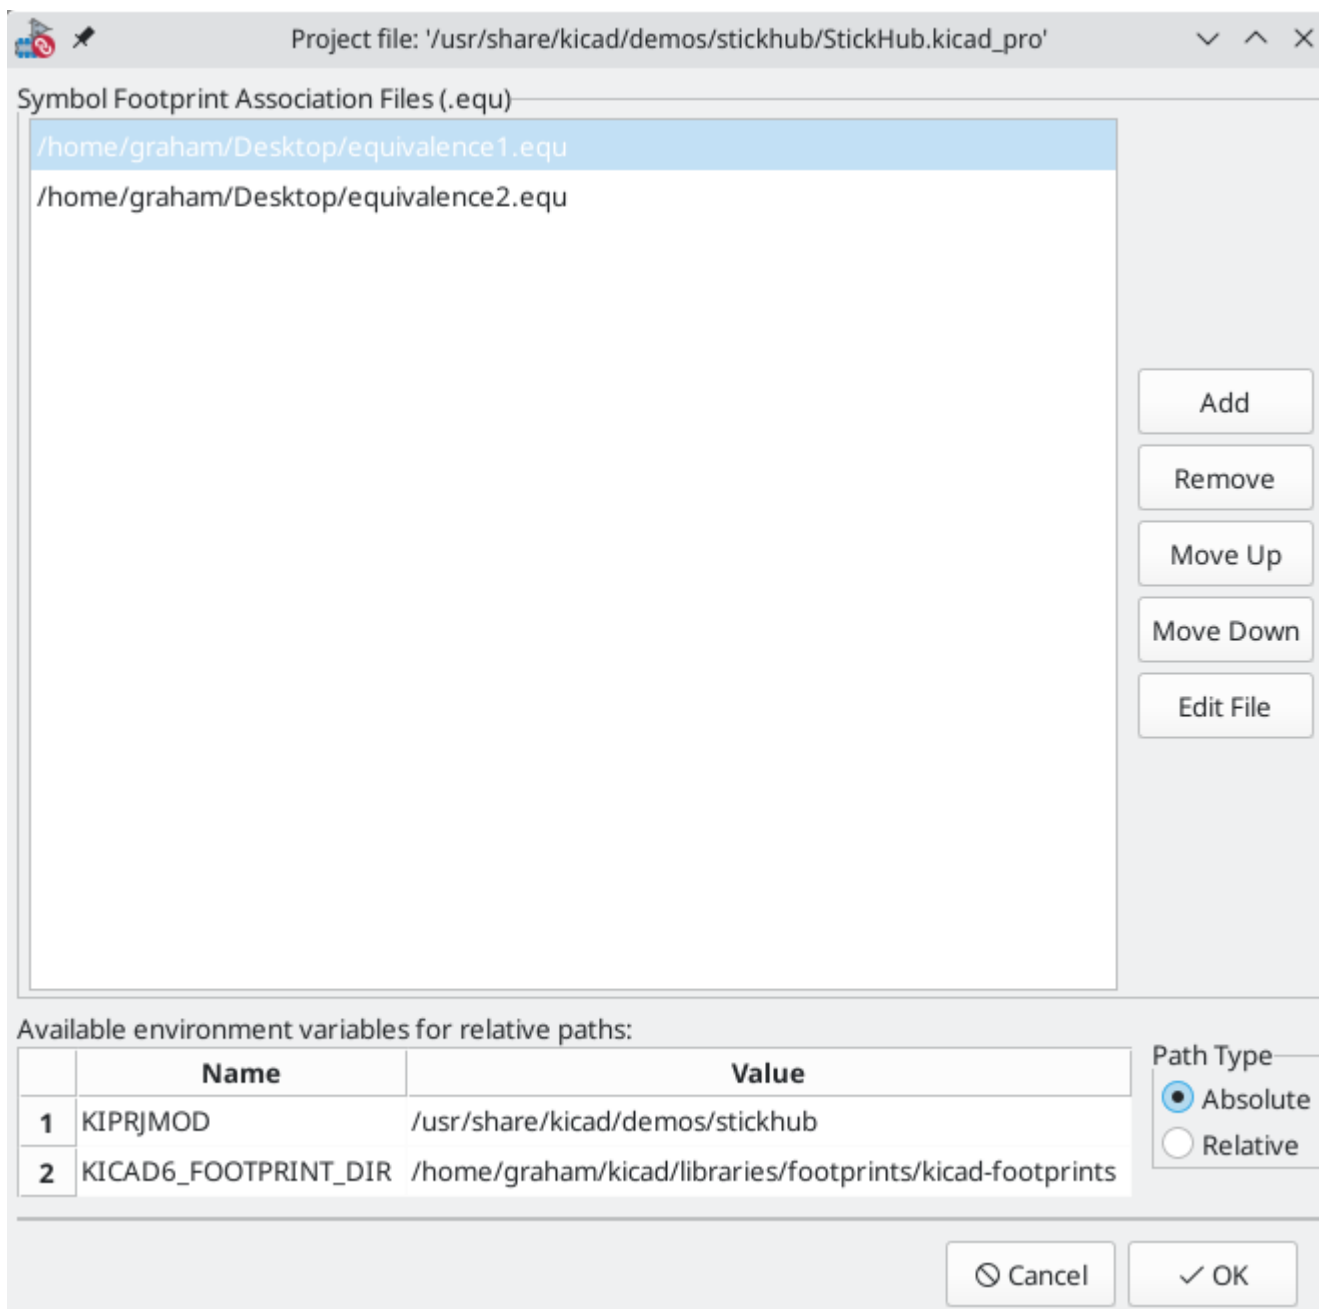 Project file: '/usr/share/kicad/demos/stickhub/StickHub.kicad_pro'
Symbol Footprint Association Files (.equ)
/home/graham/Desktop/equivalence1.equ
/home/graham/Desktop/equivalence2.equ
Add
Remove
Move Up
Move Down
Edit File
Available environment variables for relative paths:
Name Value
1 KIPRJMOD /usr/share/kicad/demos/stickhub
2 KICAD6_FOOTPRINT_DIR /home/graham/kicad/libraries/footprints/kicad-footprints
Path Type
Absolute
Relative
Cancel OK